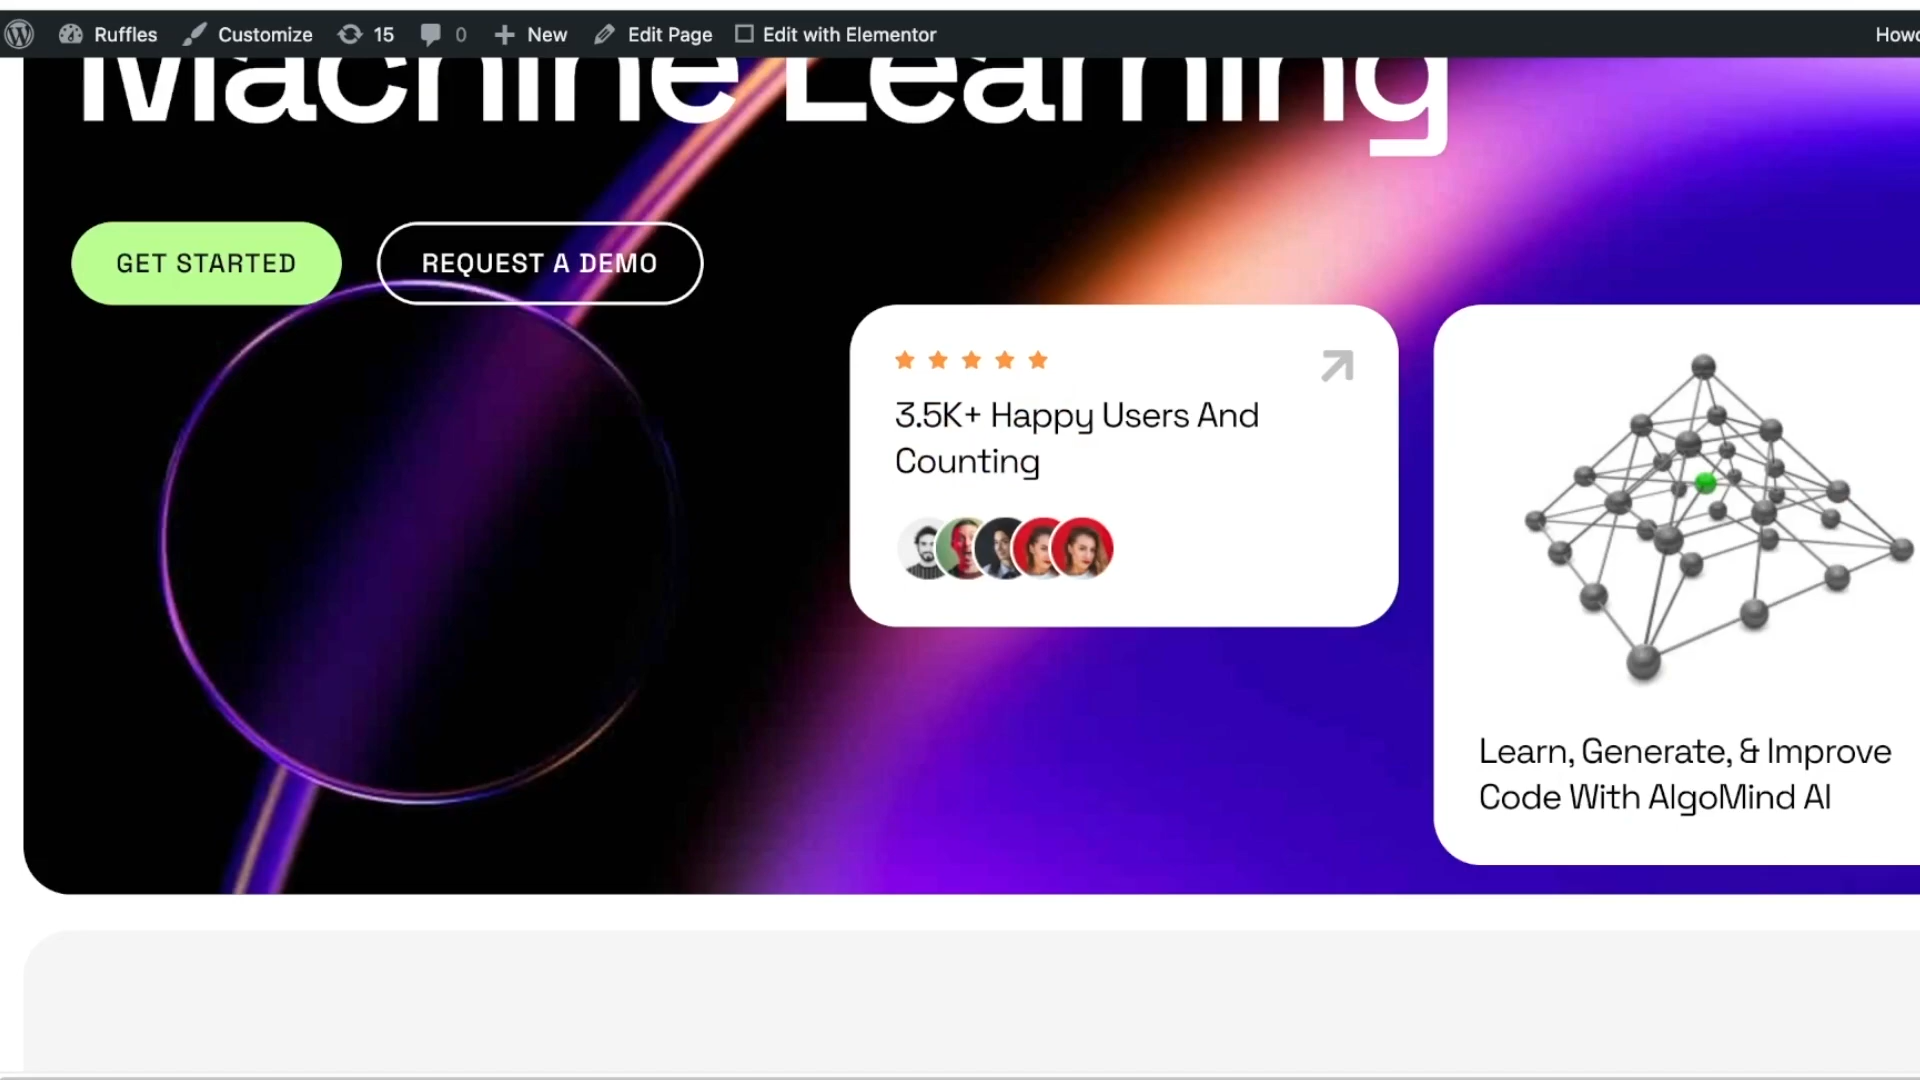 Ruffles
Customize
15
0
New
Edit Page
Edit with Elementor
Machine Learning
GET STARTED
REQUEST A DEMO
3.5K+ Happy Users And
Counting
Learn, Generate, & Improve
Code With AlgoMind AI